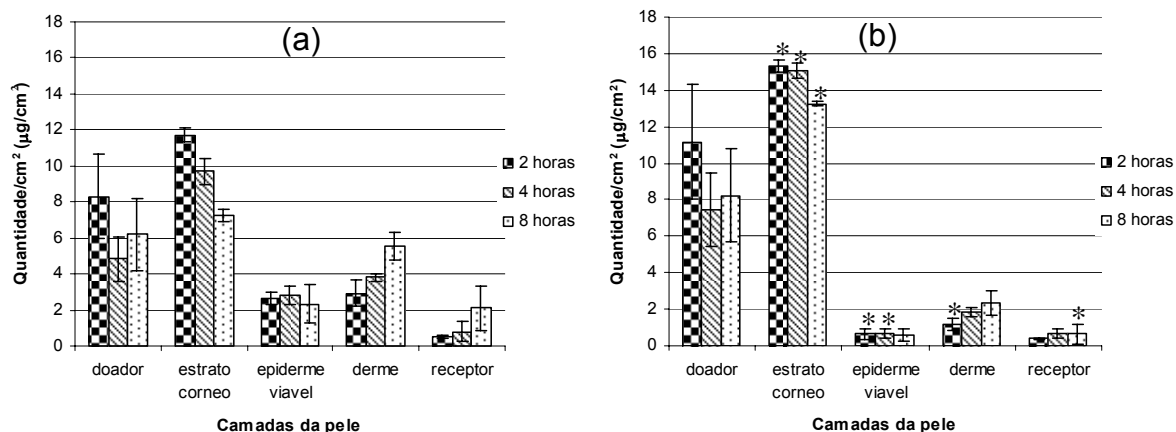 (a)
Quantidade/cm² (µg/cm²)
18
16
14
12
10
8
6
4
2
0
doador
estrato
corneo
epiderme
viavel
derme
receptor
Camadas da pele
2 horas
4 horas
8 horas
(b)
Quantidade/cm² (µg/cm²)
18
16
14
12
10
8
6
4
2
0
* * *
* *
*
*
doador
estrato
corneo
epiderme
viavel
derme
receptor
Camadas da pele
2 horas
4 horas
8 horas